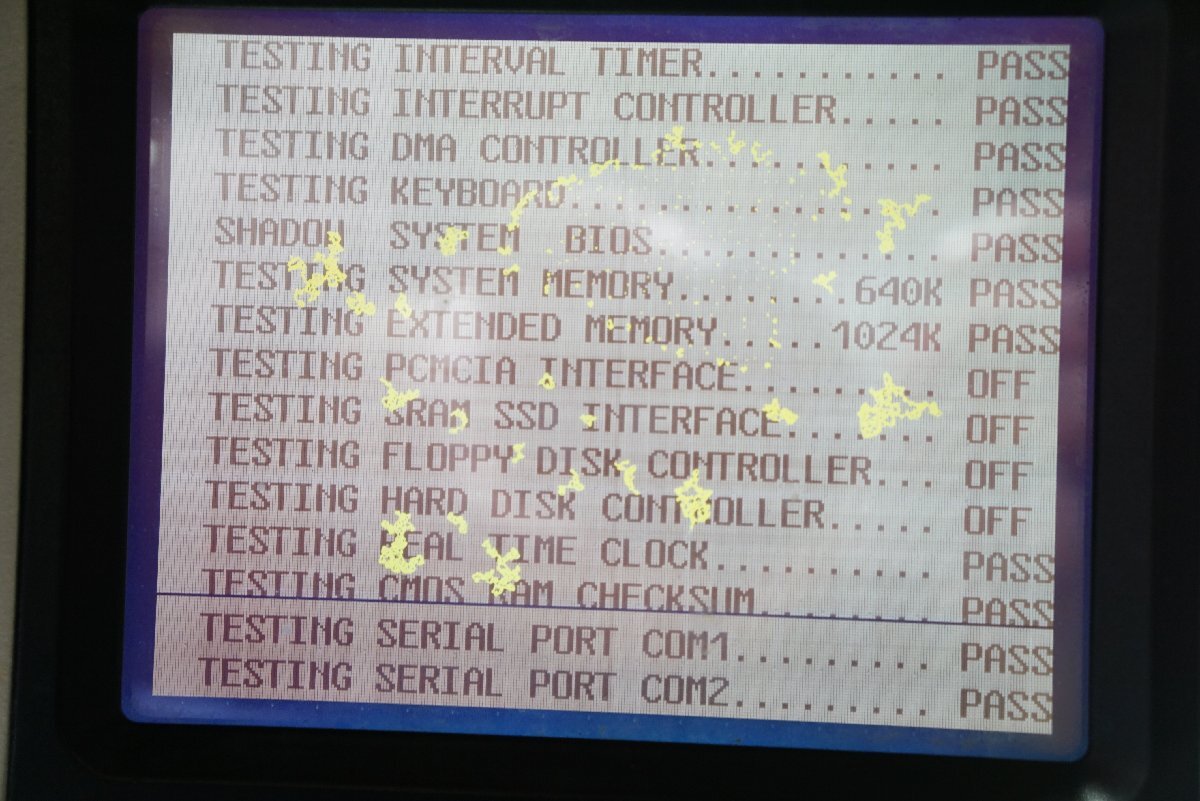 TESTING INTERVAL TIMER........... PASS
TESTING INTERRUPT CONTROLLER..... PASS
TESTING DMA CONTROLLER........... PASS
TESTING KEYBOARD................. PASS
SHADOW SYSTEM BIOS............. PASS
TESTING SYSTEM MEMORY........640K PASS
TESTING EXTENDED MEMORY.....1024K PASS
TESTING PCMCIA INTERFACE......... OFF
TESTING SRAM SSD INTERFACE....... OFF
TESTING FLOPPY DISK CONTROLLER... OFF
TESTING HARD DISK CONTROLLER..... OFF
TESTING REAL TIME CLOCK.......... PASS
TESTING CMOS RAM CHECKSUM........ PASS
TESTING SERIAL PORT COM1......... PASS
TESTING SERIAL PORT COM2......... PASS